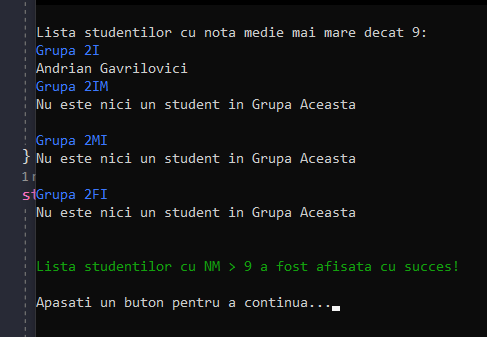 Lista studentilor cu nota medie mai mare decat 9:
Grupa 2I
Andrian Gavrilovici
Grupa 2IM
Nu este nici un student in Grupa Aceasta
Grupa 2MI
} Nu este nici un student in Grupa Aceasta
Grupa 2FI
Nu este nici un student in Grupa Aceasta
Lista studentilor cu NM > 9 a fost afisata cu succes!
Apasati un buton pentru a continua...